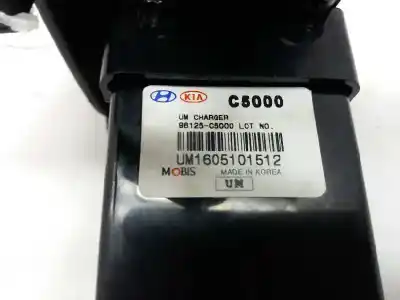 KIA C5000
UM CHARGER
96125-C5000 LOT NO.
UM1605101512
MOBIS MADE IN KOREA
UM